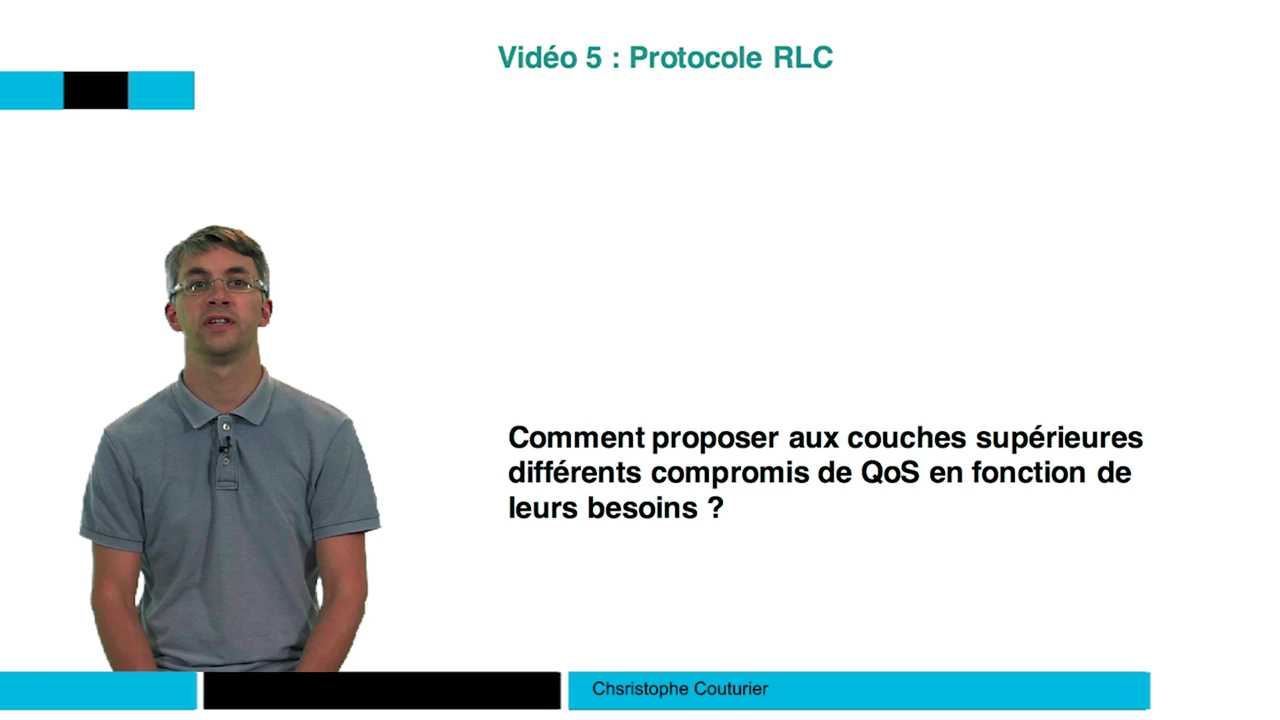 Vidéo 5 : Protocole RLC
Comment proposer aux couches supérieures
différents compromis de QoS en fonction de
leurs besoins ?
Chsristophe Couturier